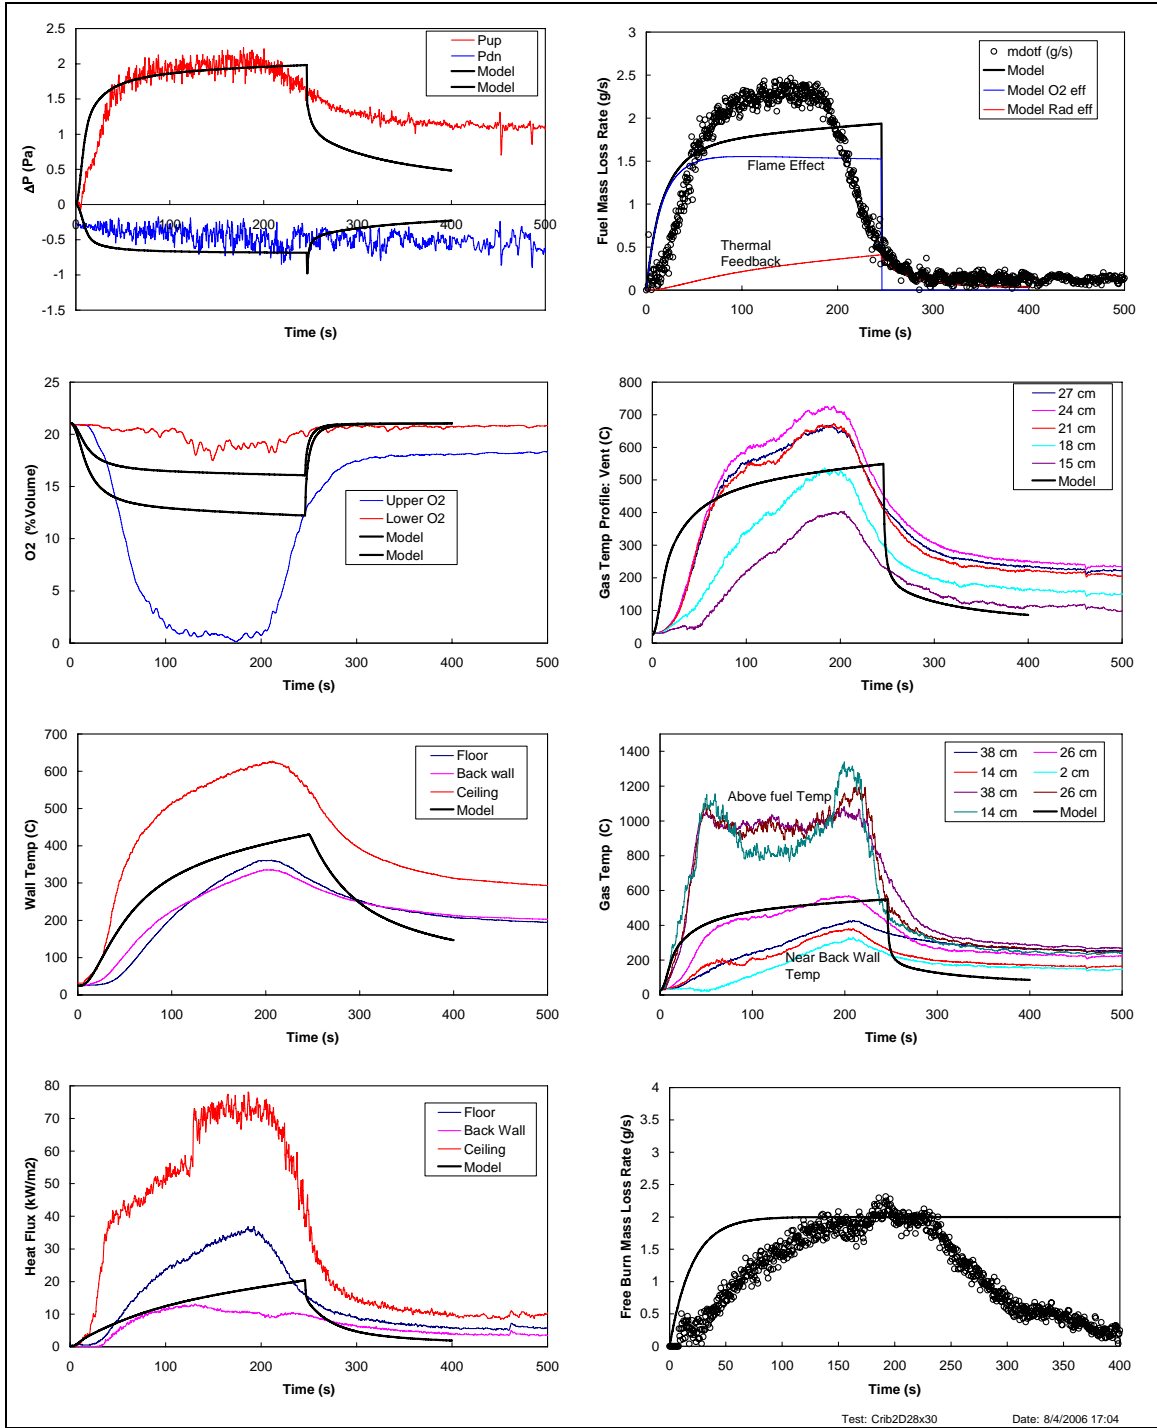 2.5
2
1.5
1
0.5
0
-0.5
-1
-1.5
0 100 200 300 400 500
ΔP (Pa)
Time (s)
Pup
Pdn
Model
Model
3
2.5
2
1.5
1
0.5
0
0 100 200 300 400 500
Fuel Mass Loss Rate (g/s)
Time (s)
mdotf (g/s)
Model
Model O2 eff
Model Rad eff
Flame Effect
Thermal
Feedback
25
20
15
10
5
0
0 100 200 300 400 500
O2 (%Volume)
Time (s)
Upper O2
Lower O2
Model
Model
800
700
600
500
400
300
200
100
0
0 100 200 300 400 500
Gas Temp Profile: Vent (C)
Time (s)
27 cm
24 cm
21 cm
18 cm
15 cm
Model
700
600
500
400
300
200
100
0
0 100 200 300 400 500
Wall Temp (C)
Time (s)
Floor
Back wall
Ceiling
Model
1400
1200
1000
800
600
400
200
0
0 100 200 300 400 500
Gas Temp (C)
Time (s)
38 cm 26 cm
14 cm 2 cm
38 cm 26 cm
14 cm Model
Above fuel Temp
Near Back Wall
Temp
80
70
60
50
40
30
20
10
0
0 100 200 300 400 500
Heat Flux (kW/m2)
Time (s)
Floor
Back Wall
Ceiling
Model
4
3.5
3
2.5
2
1.5
1
0.5
0
0 50 100 150 200 250 300 350 400
Free Burn Mass Loss Rate (g/s)
Time (s)
Test: Crib2D28x30 Date: 8/4/2006 17:04